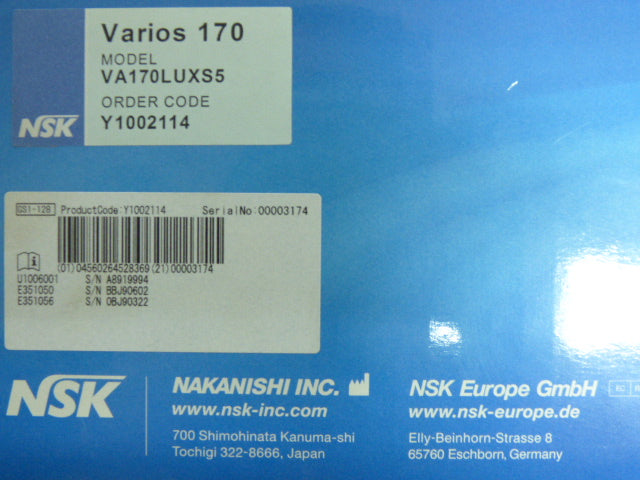 Varios 170
MODEL
VA170LUXS5
ORDER CODE
Y1002114
NSK
GS1-128 ProductCode:Y1002114 SerialNo:00003174
(01)04560264528369(21)00003174
U1006001 S/N A8919994
E351050 S/N BBJ90602
E351056 S/N OBJ90322
NSK
NAKANISHI INC.
www.nsk-inc.com
700 Shimohinata Kanuma-shi
Tochigi 322-8666, Japan
NSK Europe GmbH EC
www.nsk-europe.de
Elly-Beinhorn-Strasse 8
65760 Eschborn, Germany